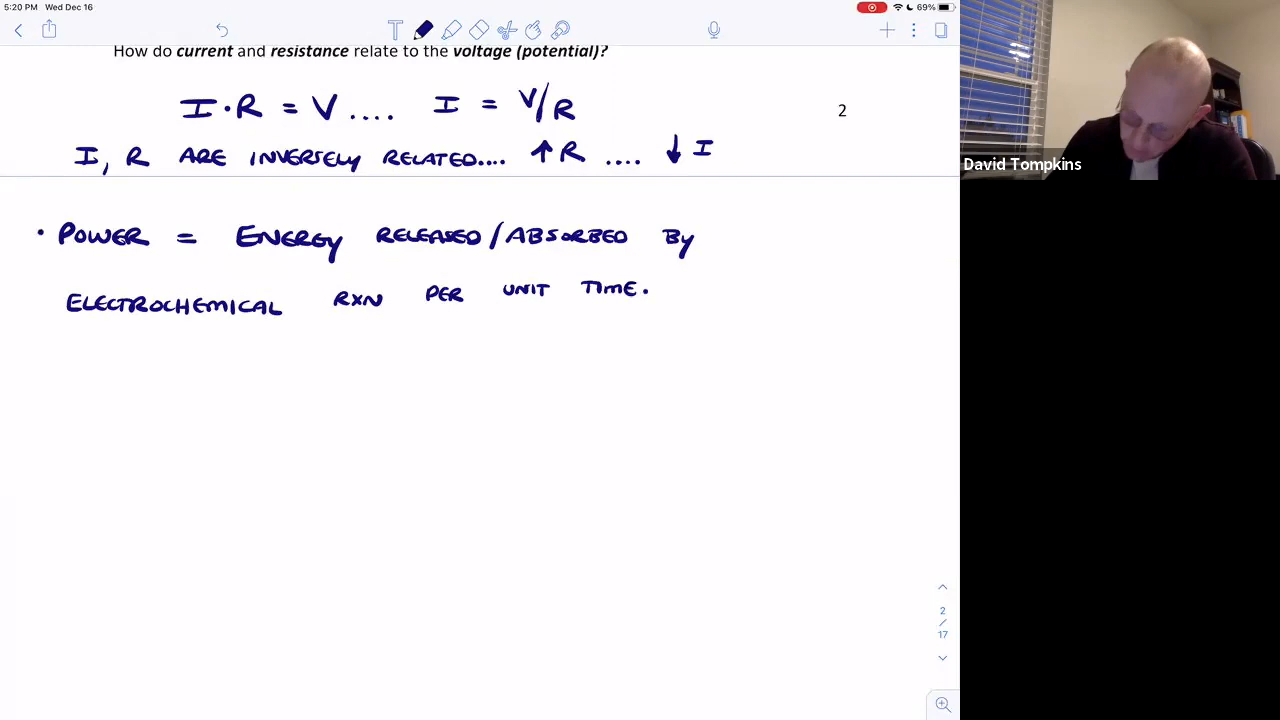 5:20 PM Wed Dec 16
69%
How do current and resistance relate to the voltage (potential)?
I · R = V .... I = V/R
2
I, R ARE INVERSELY RELATED.... ↑ R .... ↓ I
David Tompkins
• POWER = ENERGY RELEASED/ABSORBED BY
ELECTROCHEMICAL RXN PER UNIT TIME.
2
/
17